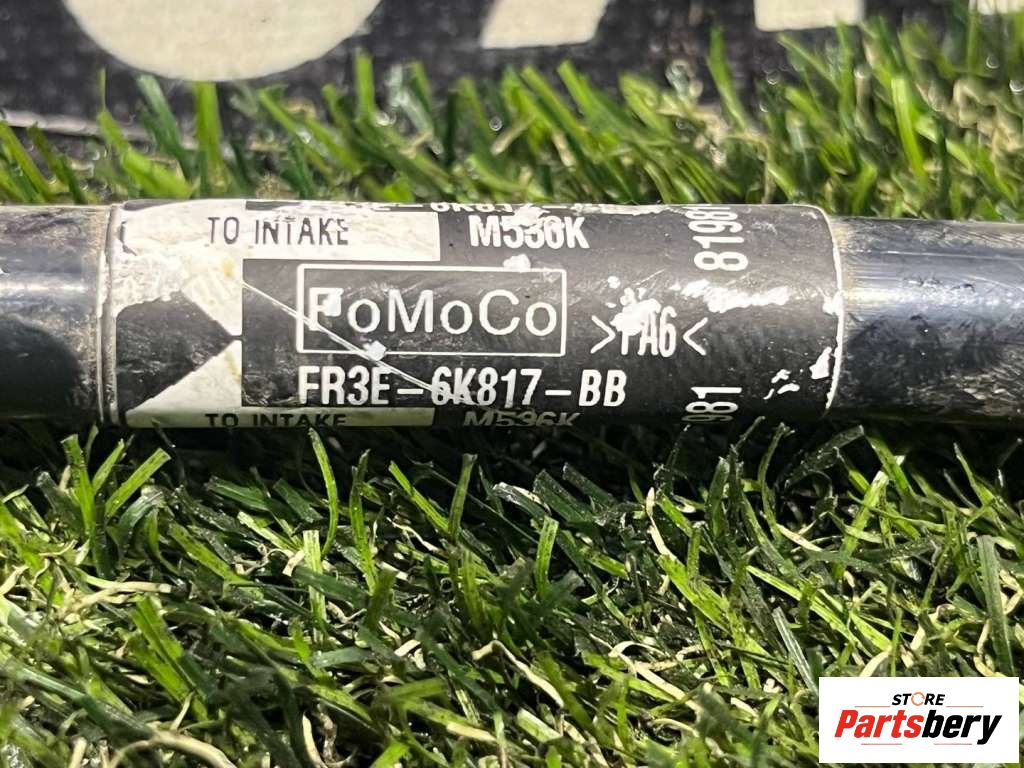 TO INTAKE
M536K
8198
FoMoCo
>PA6<
FR3E-6K817-BB
981
TO INTAKE
M536K
STORE
Partsbery